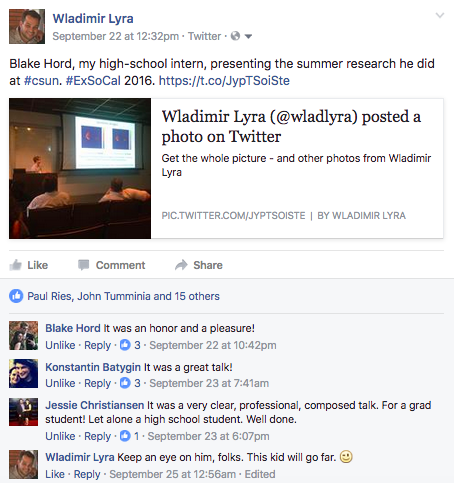 Wladimir Lyra
September 22 at 12:32pm · Twitter ·
Blake Hord, my high-school intern, presenting the summer research he did
at #csun. #ExSoCal 2016. https://t.co/JypTSoiSte
Wladimir Lyra (@wladlyra) posted a
photo on Twitter
Get the whole picture - and other photos from Wladimir
Lyra
PIC.TWITTER.COM/JYPTSOISTE | BY WLADIMIR LYRA
Like Comment Share
Paul Ries, John Tumminia and 15 others
Blake Hord It was an honor and a pleasure!
Unlike · Reply · 3 · September 22 at 10:42pm
Konstantin Batygin It was a great talk!
Unlike · Reply · 3 · September 23 at 7:41am
Jessie Christiansen It was a very clear, professional, composed talk. For a grad
student! Let alone a high school student. Well done.
Unlike · Reply · 1 · September 23 at 6:07pm
Wladimir Lyra Keep an eye on him, folks. This kid will go far.
Like · Reply · September 25 at 12:56am · Edited